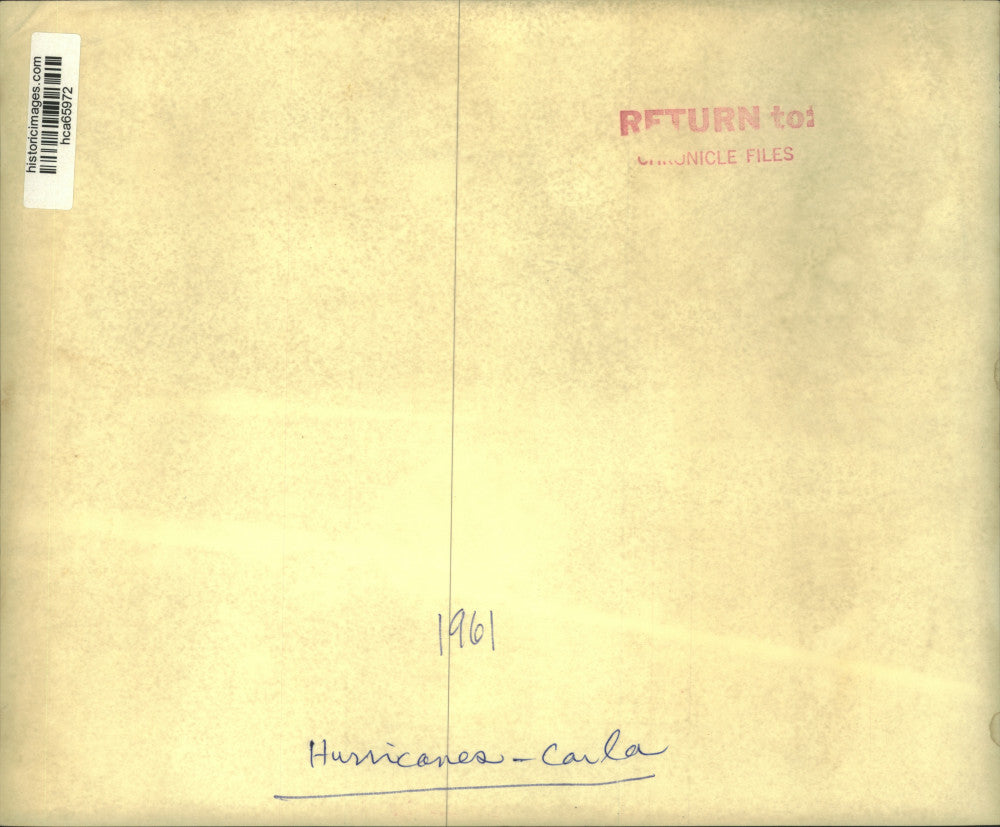 historicimages.com
hca65972
RETURN to:
CHRONICLE FILES
1961
Hurricanes - Carla